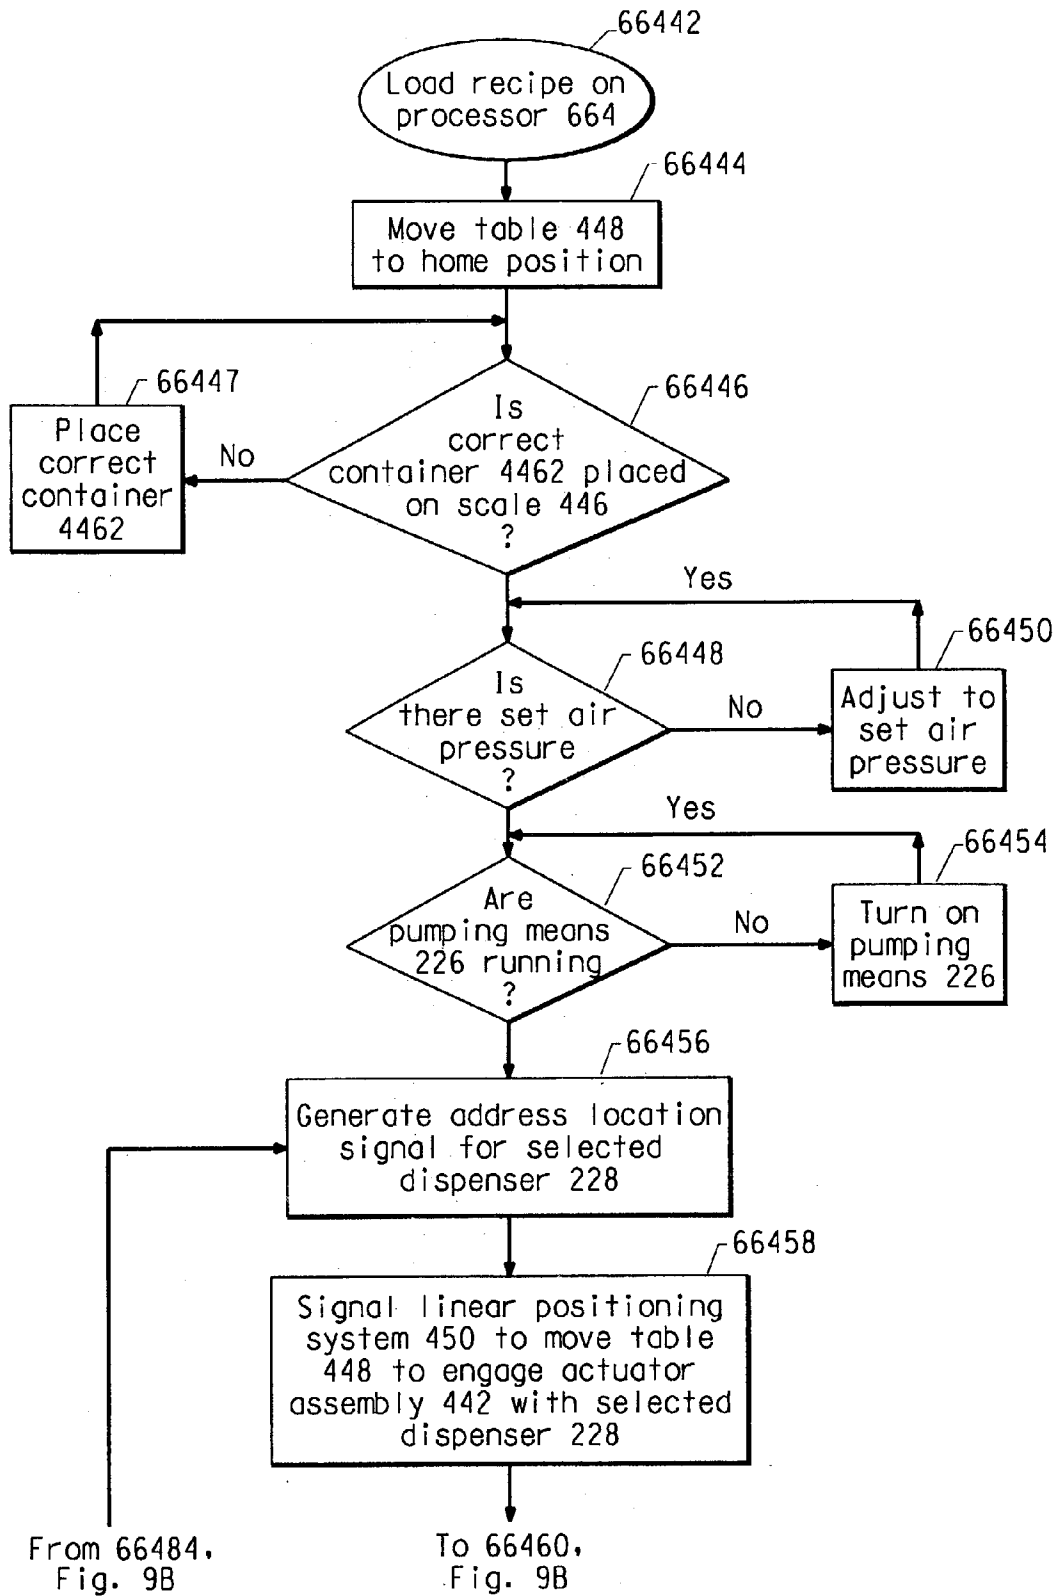 66442
Load recipe on
processor 664
66444
Move table 448
to home position
66447
Place
correct
container
4462
No
66446
Is
correct
container 4462 placed
on scale 446
?
Yes
66448
Is
there set air
pressure
?
No
66450
Adjust to
set air
pressure
Yes
66452
Are
pumping means
226 running
?
No
66454
Turn on
pumping
means 226
66456
Generate address location
signal for selected
dispenser 228
66458
Signal linear positioning
system 450 to move table
448 to engage actuator
assembly 442 with selected
dispenser 228
From 66484,
Fig. 9B
To 66460,
Fig. 9B